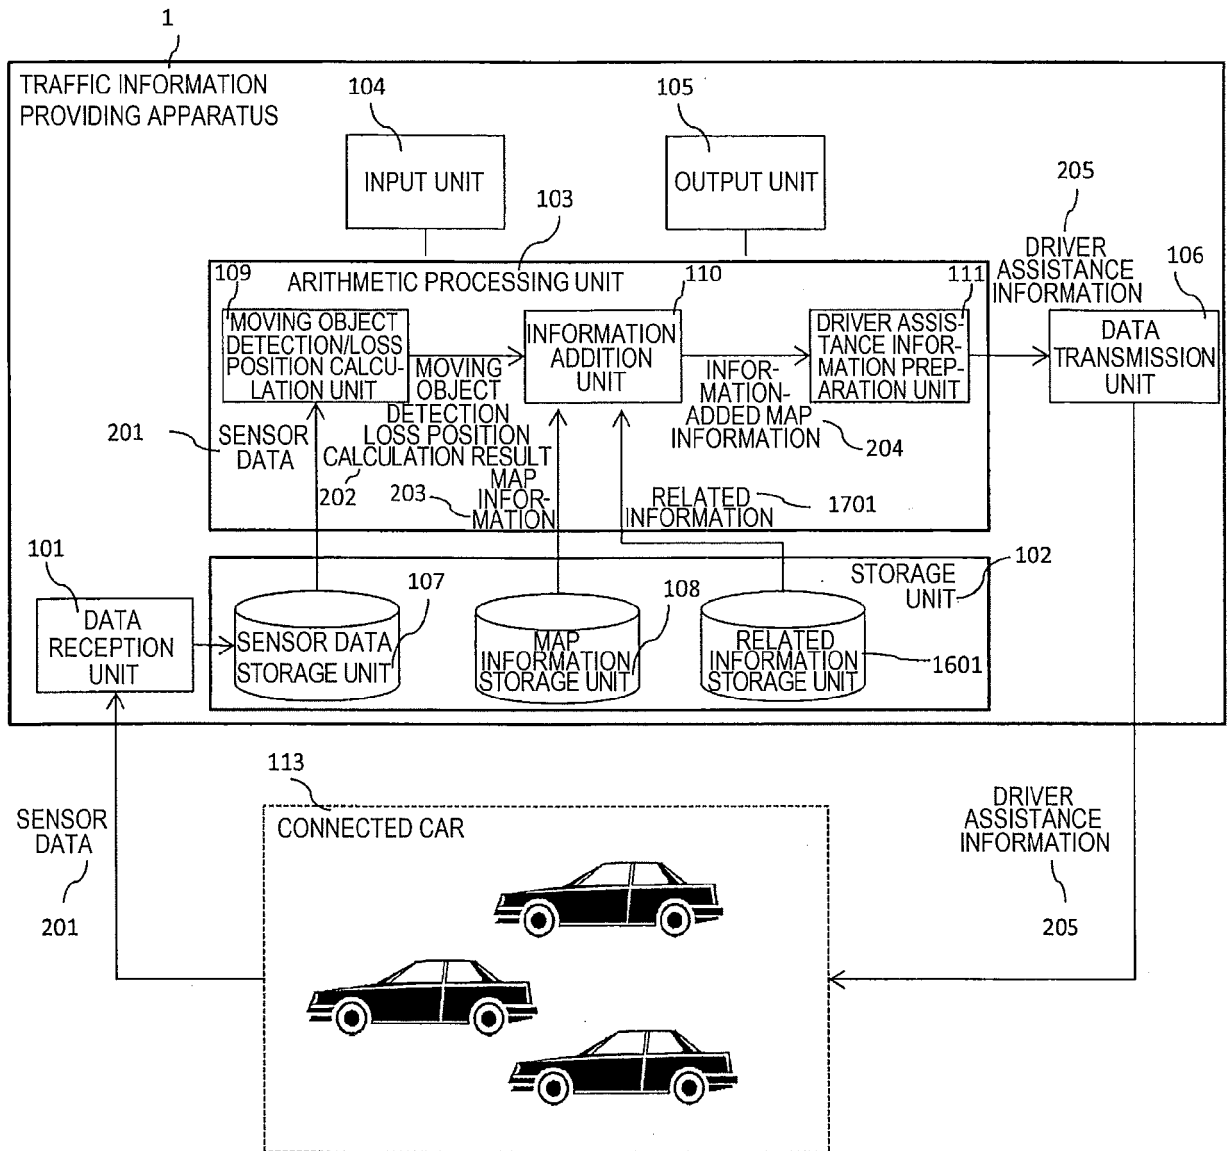 1
TRAFFIC INFORMATION
PROVIDING APPARATUS
104
INPUT UNIT
105
OUTPUT UNIT
103
ARITHMETIC PROCESSING UNIT
109
MOVING OBJECT
DETECTION/LOSS
POSITION CALCU-
LATION UNIT
MOVING
OBJECT
DETECTION
LOSS POSITION
CALCULATION RESULT
202
110
INFORMATION
ADDITION
UNIT
INFOR-
MATION-
ADDED MAP
INFORMATION
204
111
DRIVER ASSIS-
TANCE INFOR-
MATION PREP-
ARATION UNIT
205
DRIVER
ASSISTANCE
INFORMATION
106
DATA
TRANSMISSION
UNIT
201
SENSOR
DATA
MAP
INFOR-
MATION
203
RELATED
INFORMATION
1701
101
DATA
RECEPTION
UNIT
STORAGE
UNIT
102
107
SENSOR DATA
STORAGE UNIT
108
MAP
INFORMATION
STORAGE UNIT
RELATED
INFORMATION
STORAGE UNIT
1601
113
CONNECTED CAR
SENSOR
DATA
201
DRIVER
ASSISTANCE
INFORMATION
205